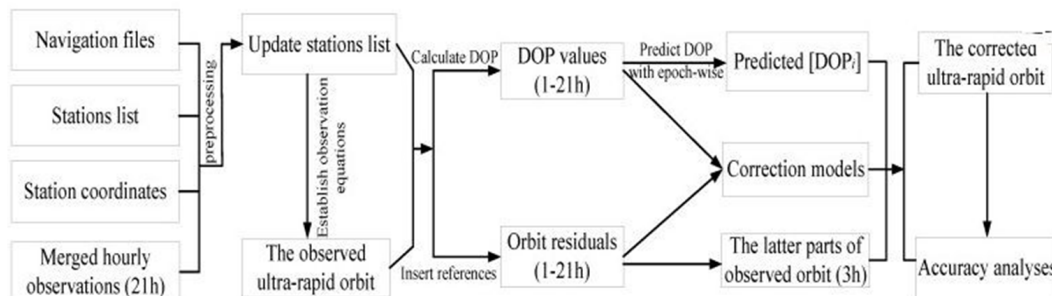 Navigation files
Stations list
Station coordinates
Merged hourly
observations (21h)
preprocessing
Update stations list
Establish observation
equations
The observed
ultra-rapid orbit
Calculate DOP
Insert references
DOP values
(1-21h)
Orbit residuals
(1-21h)
Predict DOP
with epoch-wise
Predicted [DOPi]
Correction models
The latter parts of
observed orbit (3h)
The corrected
ultra-rapid orbit
Accuracy analyses